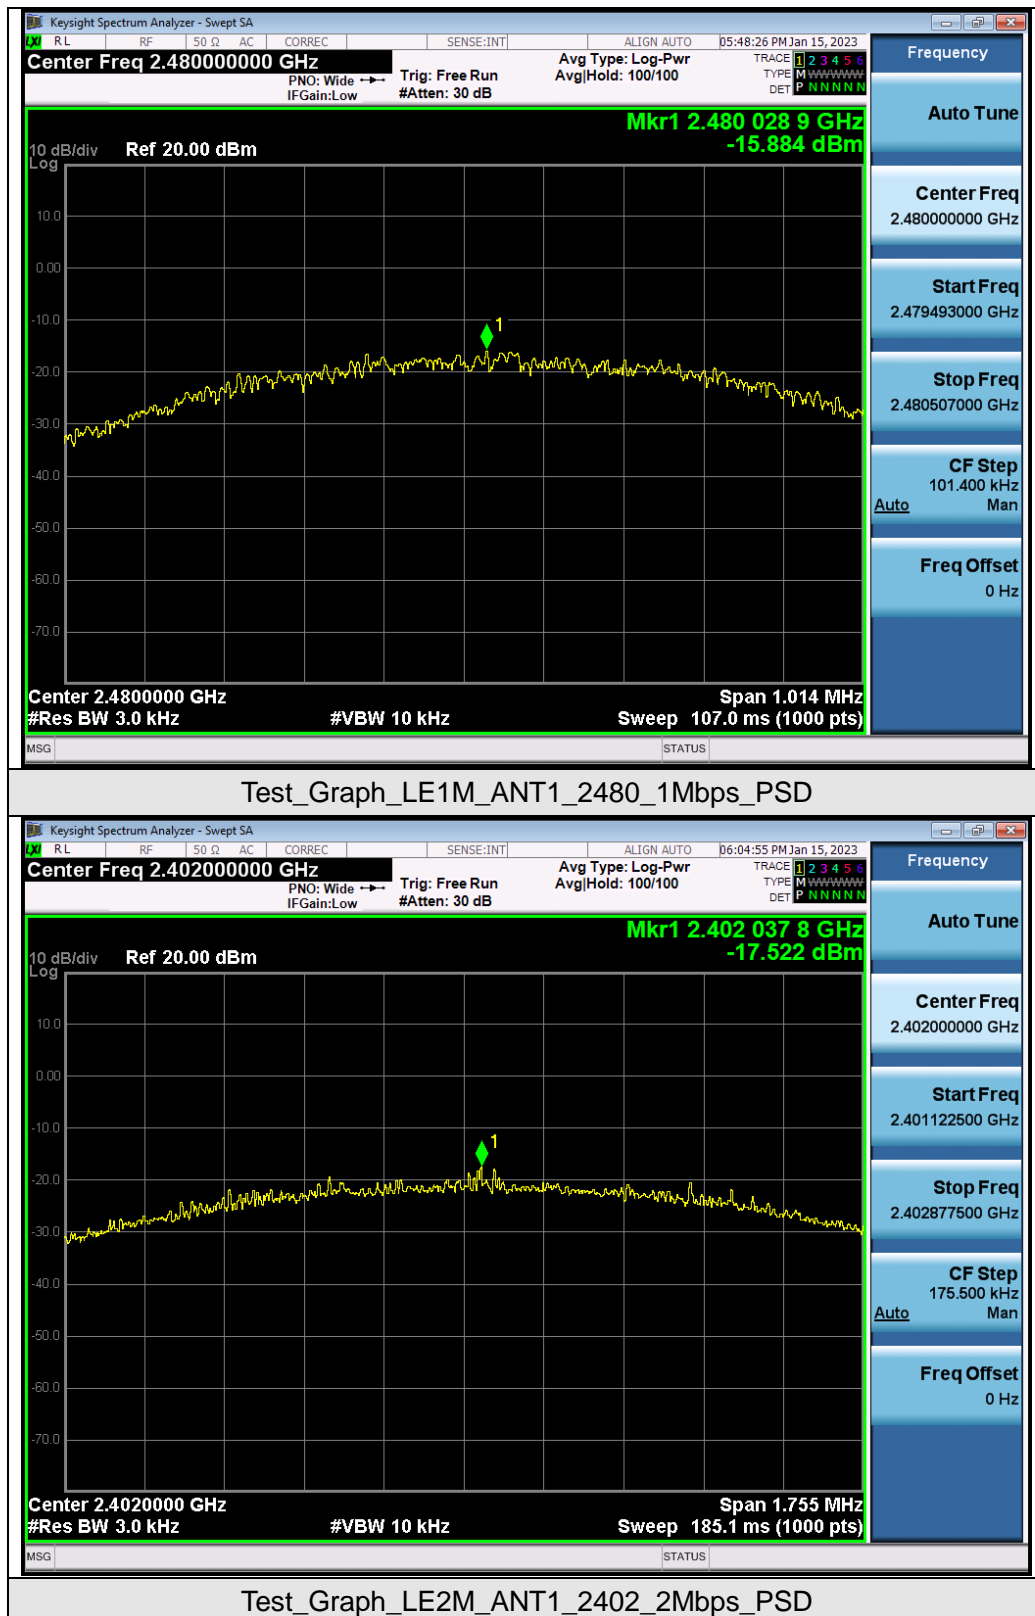 Keysight Spectrum Analyzer - Swept SA
LXI RL RF 50 Ω AC CORREC SENSE:INT ALIGN AUTO 05:48:26 PM Jan 15, 2023
Center Freq 2.480000000 GHz
PNO: Wide
IFGain:Low
Trig: Free Run
#Atten: 30 dB
Avg Type: Log-Pwr
Avg|Hold: 100/100
TRACE 1 2 3 4 5 6
TYPE M WWWWW
DET P N N N N N
Frequency
Mkr1 2.480 028 9 GHz
-15.884 dBm
10 dB/div Ref 20.00 dBm
Log
10.0
0.00
-10.0
-20.0
-30.0
-40.0
-50.0
-60.0
-70.0
1
Auto Tune
Center Freq
2.480000000 GHz
Start Freq
2.479493000 GHz
Stop Freq
2.480507000 GHz
CF Step
101.400 kHz
Auto Man
Freq Offset
0 Hz
Center 2.4800000 GHz Span 1.014 MHz
#Res BW 3.0 kHz #VBW 10 kHz Sweep 107.0 ms (1000 pts)
MSG STATUS
Test_Graph_LE1M_ANT1_2480_1Mbps_PSD
Keysight Spectrum Analyzer - Swept SA
LXI RL RF 50 Ω AC CORREC SENSE:INT ALIGN AUTO 06:04:55 PM Jan 15, 2023
Center Freq 2.402000000 GHz
PNO: Wide
IFGain:Low
Trig: Free Run
#Atten: 30 dB
Avg Type: Log-Pwr
Avg|Hold: 100/100
TRACE 1 2 3 4 5 6
TYPE M WWWWW
DET P N N N N N
Frequency
Mkr1 2.402 037 8 GHz
-17.522 dBm
10 dB/div Ref 20.00 dBm
Log
10.0
0.00
-10.0
-20.0
-30.0
-40.0
-50.0
-60.0
-70.0
1
Auto Tune
Center Freq
2.402000000 GHz
Start Freq
2.401122500 GHz
Stop Freq
2.402877500 GHz
CF Step
175.500 kHz
Auto Man
Freq Offset
0 Hz
Center 2.4020000 GHz Span 1.755 MHz
#Res BW 3.0 kHz #VBW 10 kHz Sweep 185.1 ms (1000 pts)
MSG STATUS
Test_Graph_LE2M_ANT1_2402_2Mbps_PSD